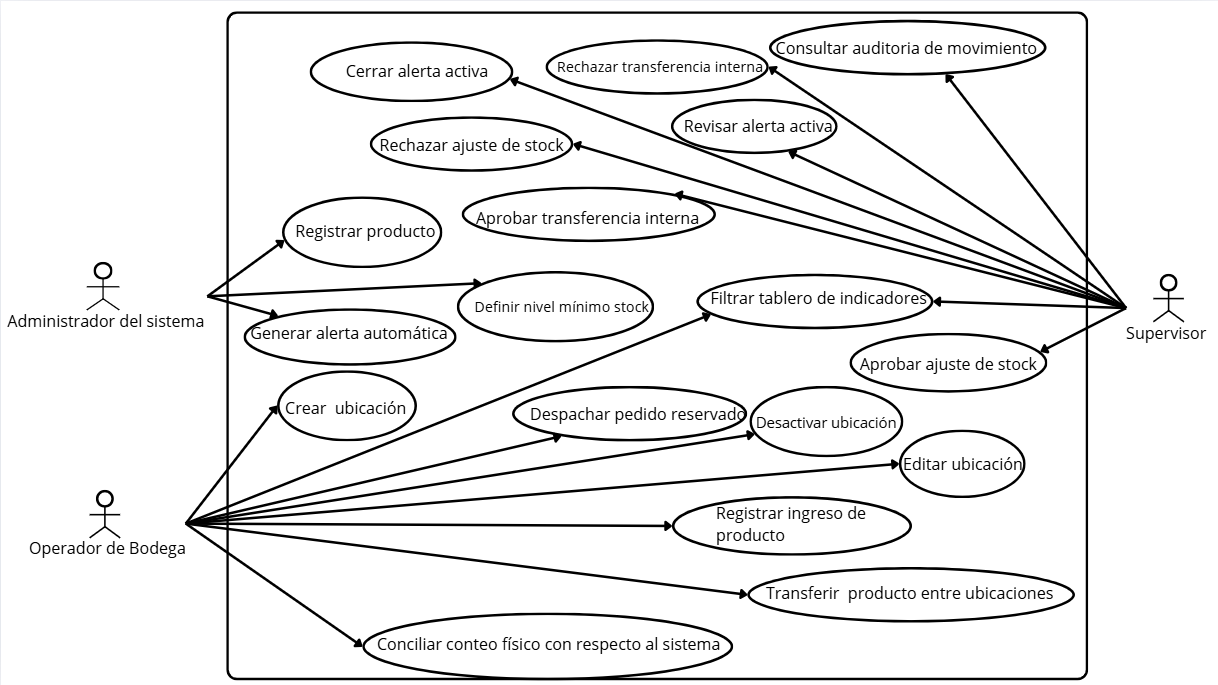 Consultar auditoria de movimiento
Cerrar alerta activa
Rechazar transferencia interna
Revisar alerta activa
Rechazar ajuste de stock
Aprobar transferencia interna
Registrar producto
Administrador del sistema
Definir nivel mínimo stock
Filtrar tablero de indicadores
Supervisor
Generar alerta automática
Aprobar ajuste de stock
Crear ubicación
Despachar pedido reservado
Desactivar ubicación
Editar ubicación
Operador de Bodega
Registrar ingreso de
producto
Transferir producto entre ubicaciones
Conciliar conteo físico con respecto al sistema